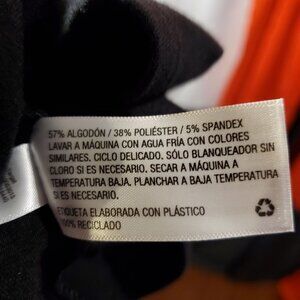 57% ALGODÓN / 38% POLIÉSTER / 5% SPANDEX
LAVAR A MÁQUINA CON AGUA FRÍA CON COLORES
SIMILARES. CICLO DELICADO. SÓLO BLANQUEADOR SIN
CLORO SI ES NECESARIO. SECAR A MÁQUINA A
TEMPERATURA BAJA. PLANCHAR A BAJA TEMPERATURA
SI ES NECESARIO.
ETIQUETA ELABORADA CON PLÁSTICO
100% RECICLADO